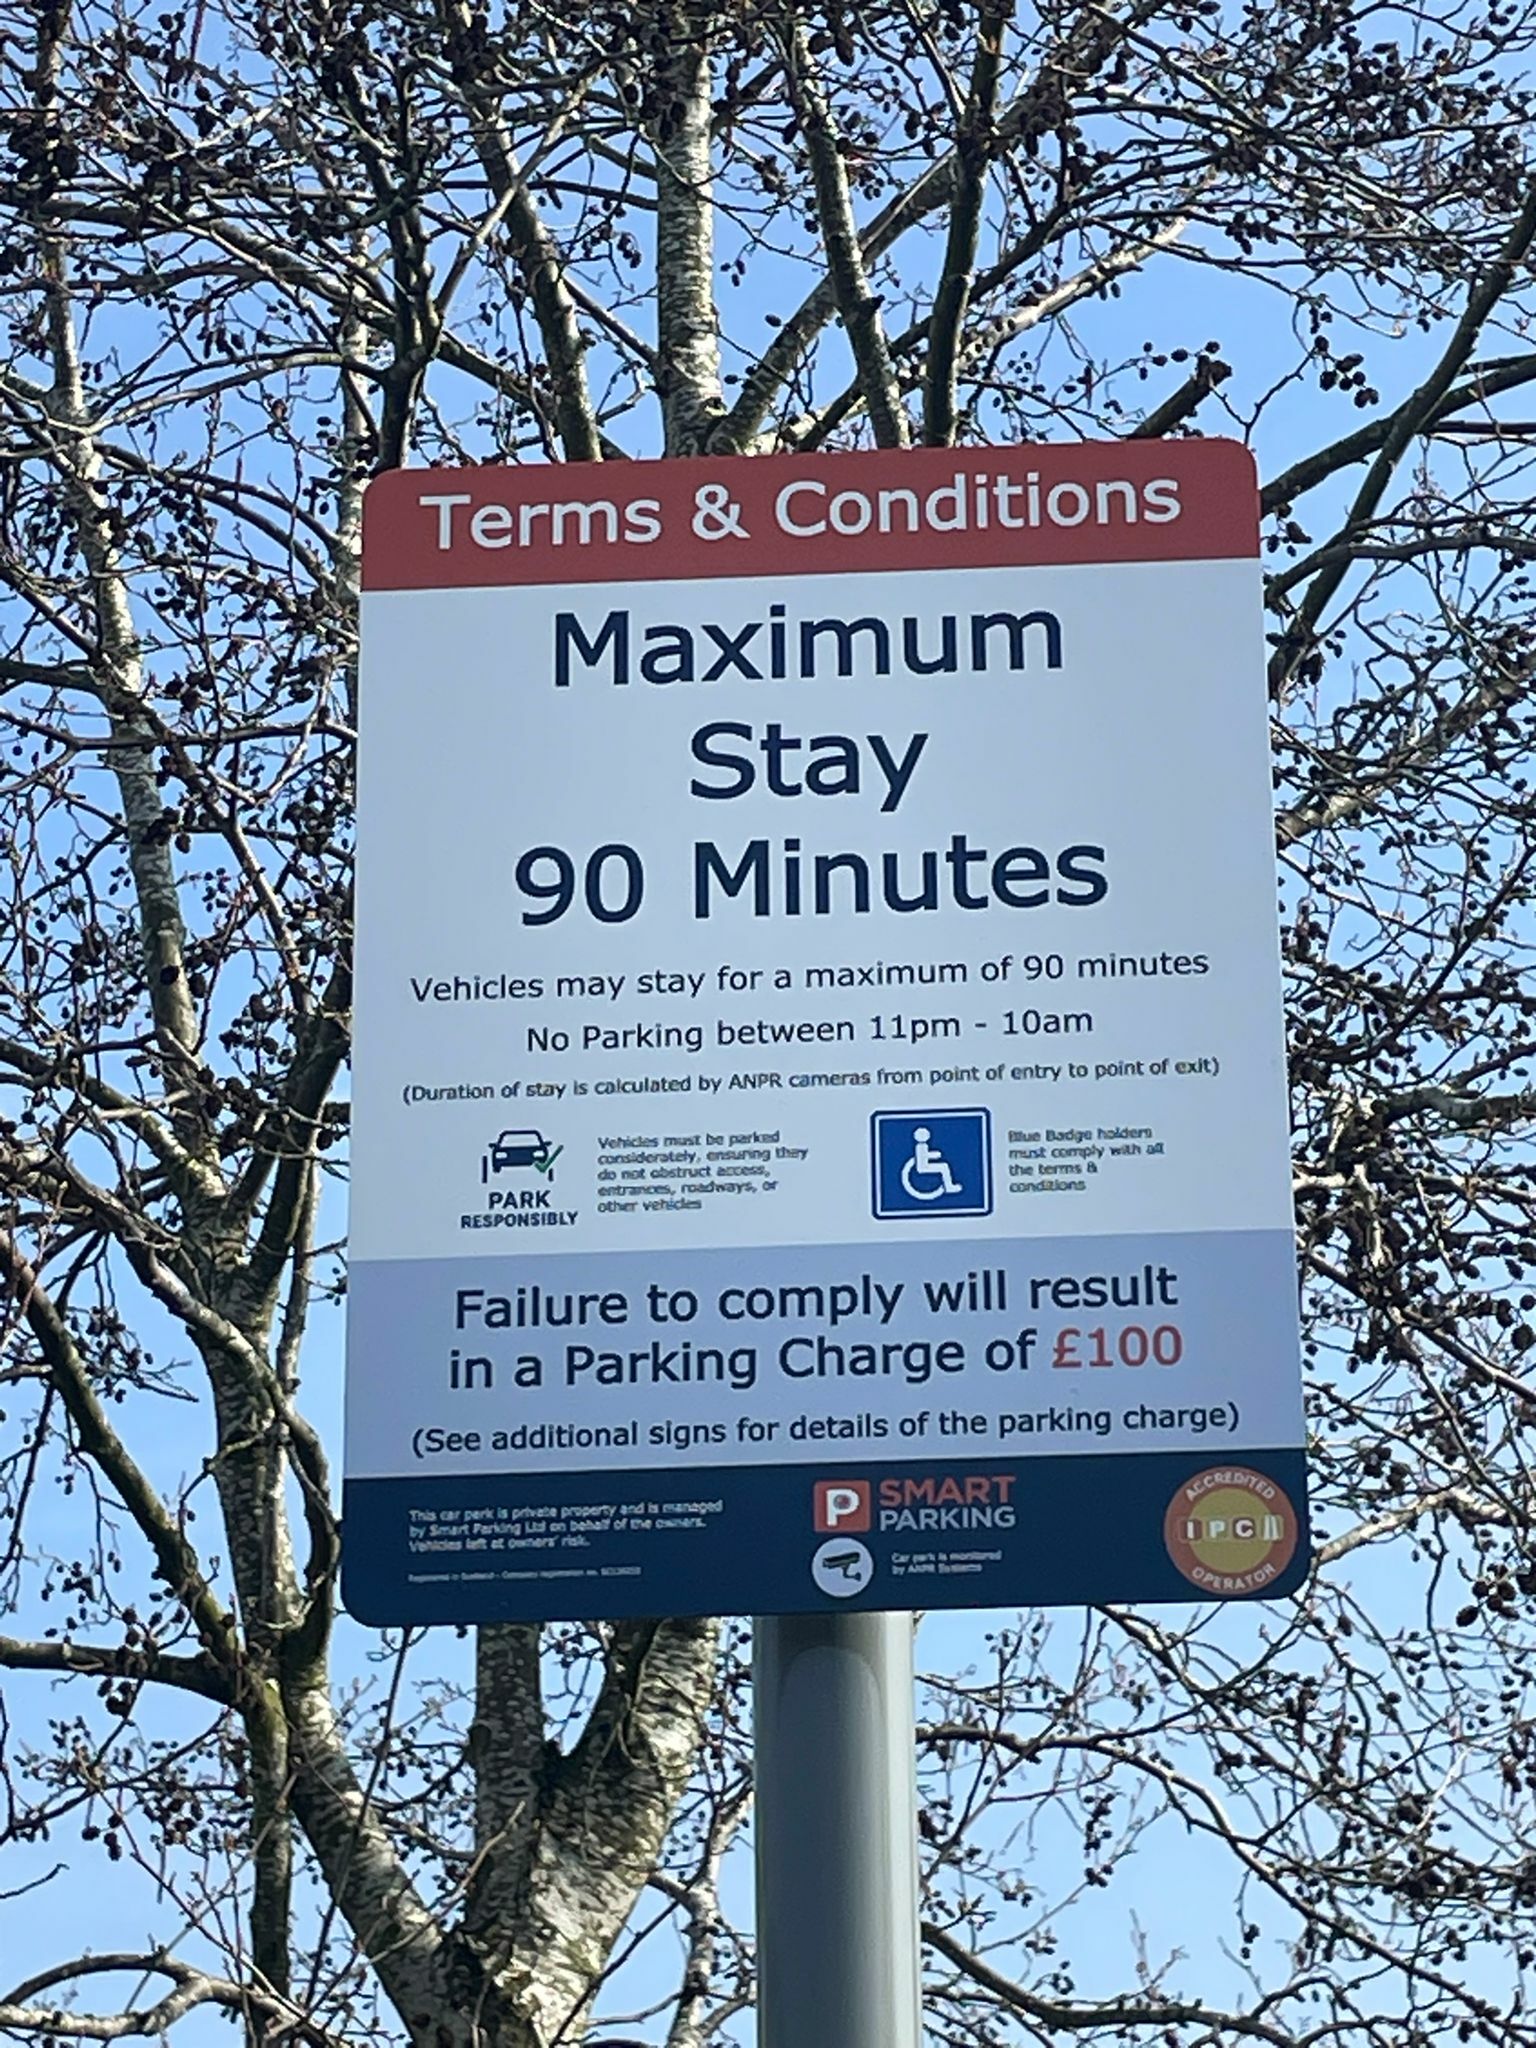 Terms & Conditions
Maximum
Stay
90 Minutes
Vehicles may stay for a maximum of 90 minutes
No Parking between 11pm - 10am
(Duration of stay is calculated by ANPR cameras from point of entry to point of exit)
PARK
RESPONSIBLY
Vehicles must be parked
considerately, ensuring they
do not obstruct access,
entrances, roadways, or
other vehicles
Blue Badge holders
must comply with all
the terms &
conditions
Failure to comply will result
in a Parking Charge of £100
(See additional signs for details of the parking charge)
This car park is private property and is managed
by Smart Parking Ltd on behalf of the owners.
Vehicles left at owners' risk.
Registered in Scotland - Company registration no.
P SMART
PARKING
Car park is monitored
by ANPR Systems
ACCREDITED
IPC
OPERATOR